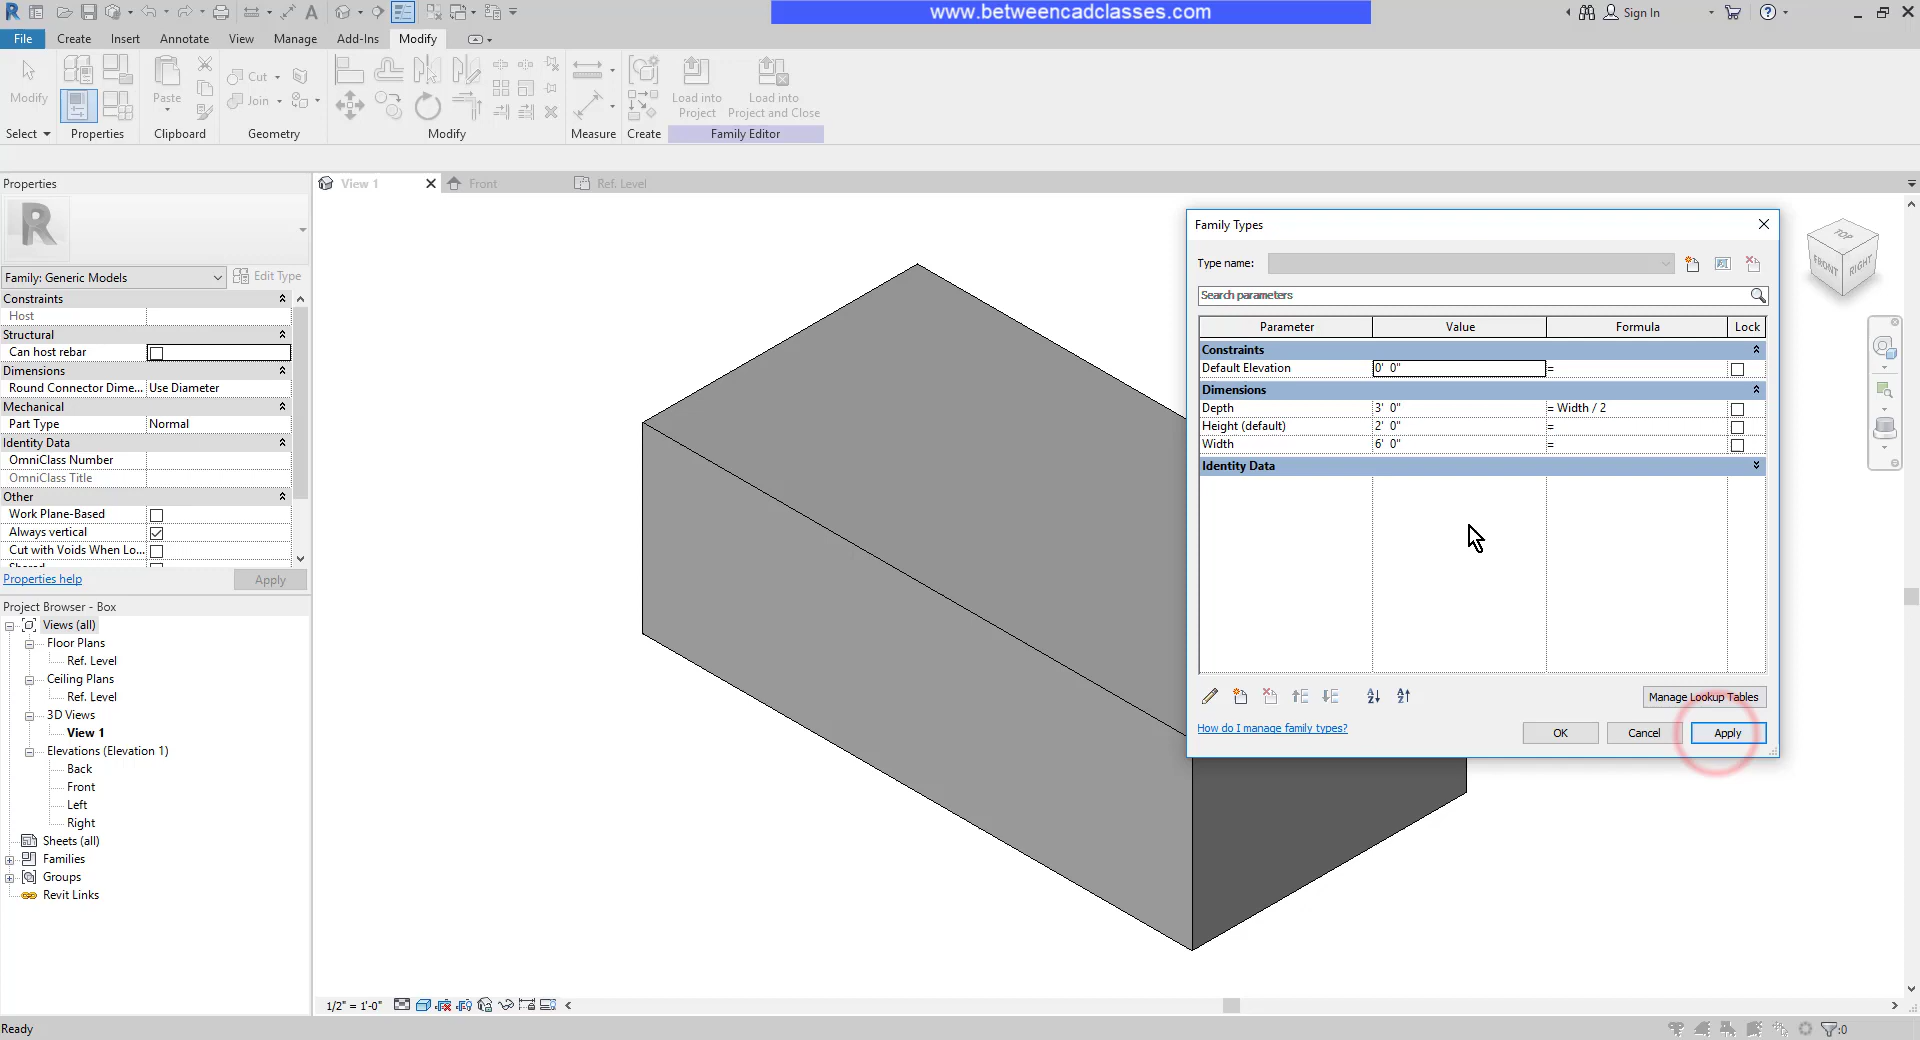 www.betweencadclasses.com
Sign In
File
Create
Insert
Annotate
View
Manage
Add-Ins
Modify
Modify
Paste
Cut
Join
Load into
Project
Load into
Project and Close
Select
Properties
Clipboard
Geometry
Modify
Measure
Create
Family Editor
Properties
View 1
Front
Ref. Level
R
Family: Generic Models
Edit Type
Constraints
Host
Structural
Can host rebar
Dimensions
Round Connector Dime... Use Diameter
Mechanical
Part Type Normal
Identity Data
OmniClass Number
OmniClass Title
Other
Work Plane-Based
Always vertical
Cut with Voids When Lo...
Shared
Properties help
Apply
Project Browser - Box
Views (all)
Floor Plans
Ref. Level
Ceiling Plans
Ref. Level
3D Views
View 1
Elevations (Elevation 1)
Back
Front
Left
Right
Sheets (all)
Families
Groups
Revit Links
Family Types
Type name:
Search parameters
Parameter Value Formula Lock
Constraints
Default Elevation 0'  0" =
Dimensions
Depth 3'  0" = Width / 2
Height (default) 2'  0" =
Width 6'  0" =
Identity Data
Manage Lookup Tables
How do I manage family types?
OK
Cancel
Apply
TOP
FRONT
RIGHT
1/2" = 1'-0"
Ready
:0